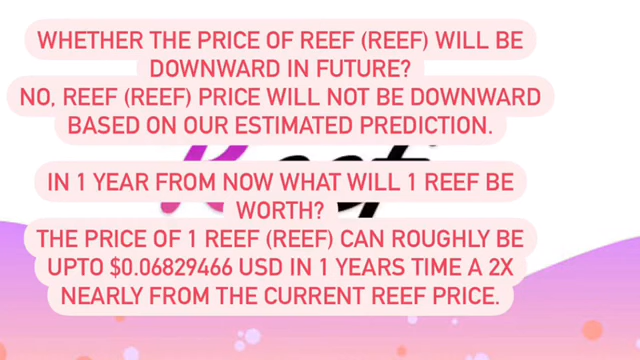 WHETHER THE PRICE OF REEF (REEF) WILL BE
DOWNWARD IN FUTURE?
NO, REEF (REEF) PRICE WILL NOT BE DOWNWARD
BASED ON OUR ESTIMATED PREDICTION.
IN 1 YEAR FROM NOW WHAT WILL 1 REEF BE
WORTH?
THE PRICE OF 1 REEF (REEF) CAN ROUGHLY BE
UPTO $0.06829466 USD IN 1 YEARS TIME A 2X
NEARLY FROM THE CURRENT REEF PRICE.